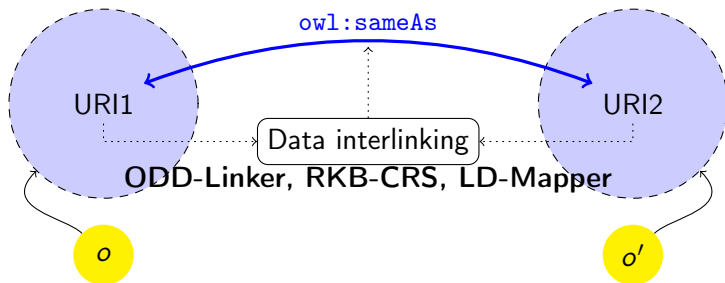 owl:sameAs
URI1
URI2
Data interlinking
ODD-Linker, RKB-CRS, LD-Mapper
o
o′